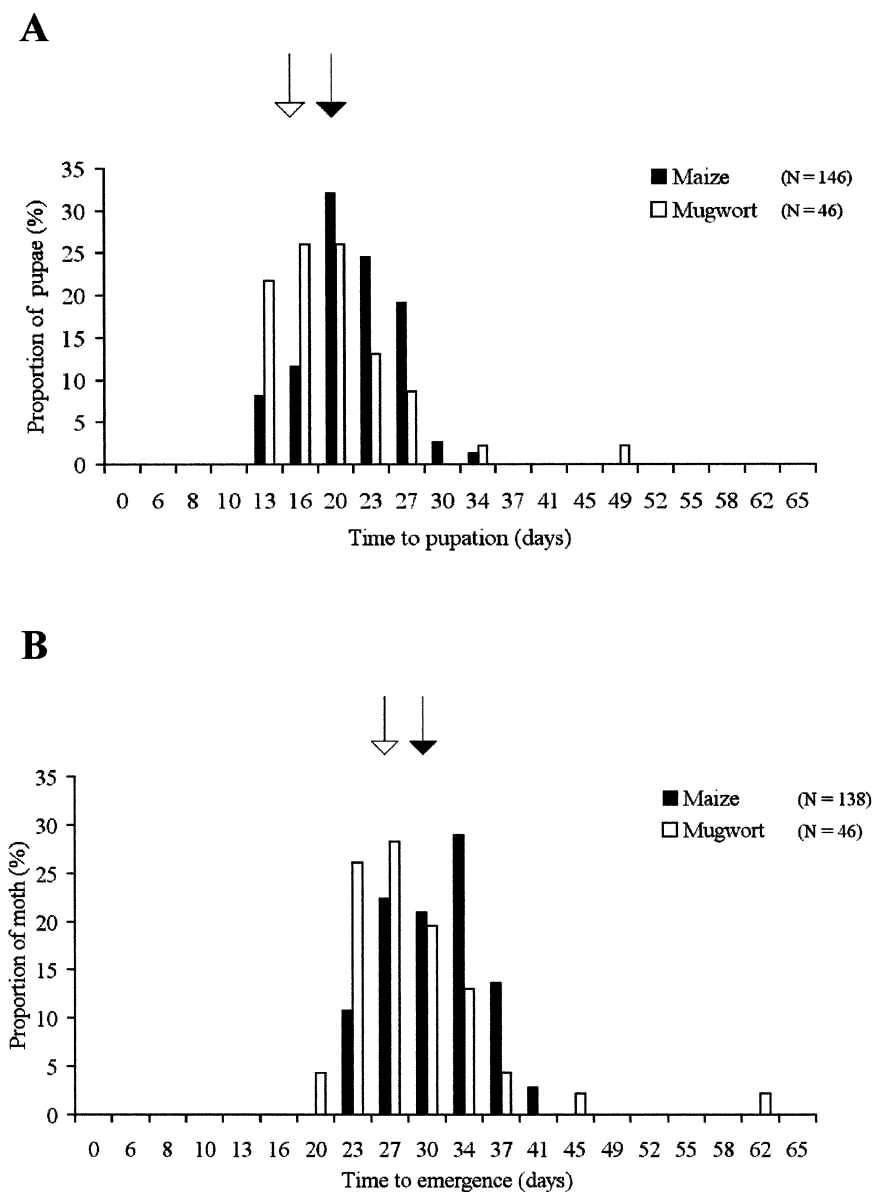 A
Maize (N = 146)
Mugwort (N = 46)
Proportion of pupae (%)
35
30
25
20
15
10
5
0
0 6 8 10 13 16 20 23 27 30 34 37 41 45 49 52 55 58 62 65
Time to pupation (days)
B
Maize (N = 138)
Mugwort (N = 46)
Proportion of moth (%)
35
30
25
20
15
10
5
0
0 6 8 10 13 16 20 23 27 30 34 37 41 45 52 55 58 62 65
Time to emergence (days)